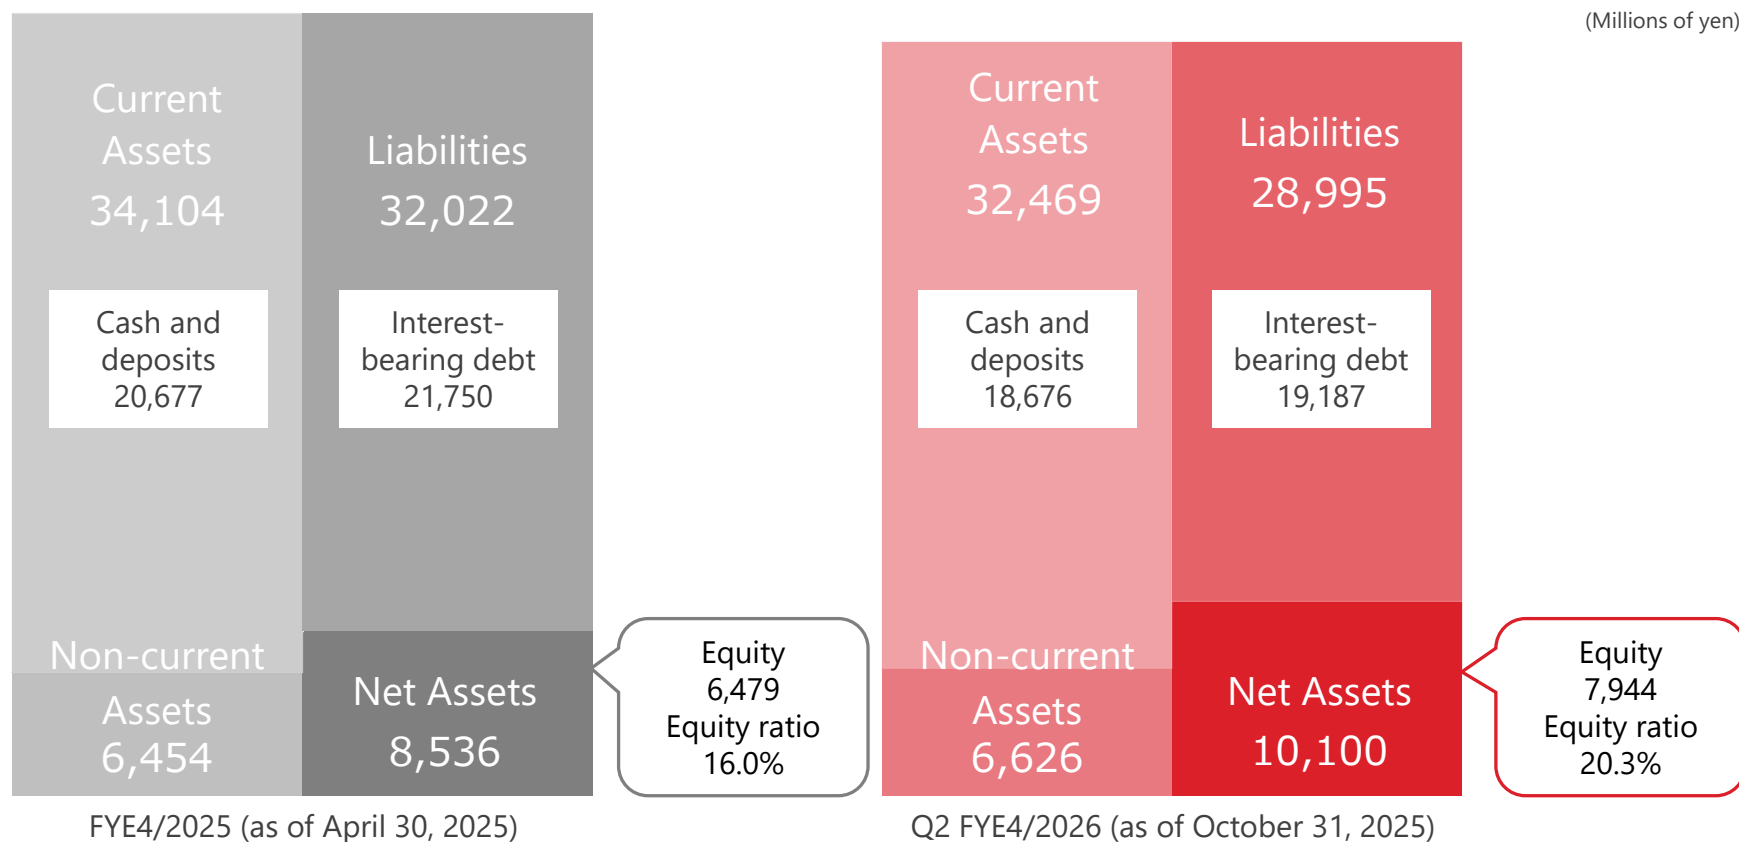 (Millions of yen)
Current
Assets
34,104
Liabilities
32,022
Cash and
deposits
20,677
Interest-
bearing debt
21,750
Non-current
Assets
6,454
Net Assets
8,536
Equity
6,479
Equity ratio
16.0%
FYE4/2025 (as of April 30, 2025)
Current
Assets
32,469
Liabilities
28,995
Cash and
deposits
18,676
Interest-
bearing debt
19,187
Non-current
Assets
6,626
Net Assets
10,100
Equity
7,944
Equity ratio
20.3%
Q2 FYE4/2026 (as of October 31, 2025)